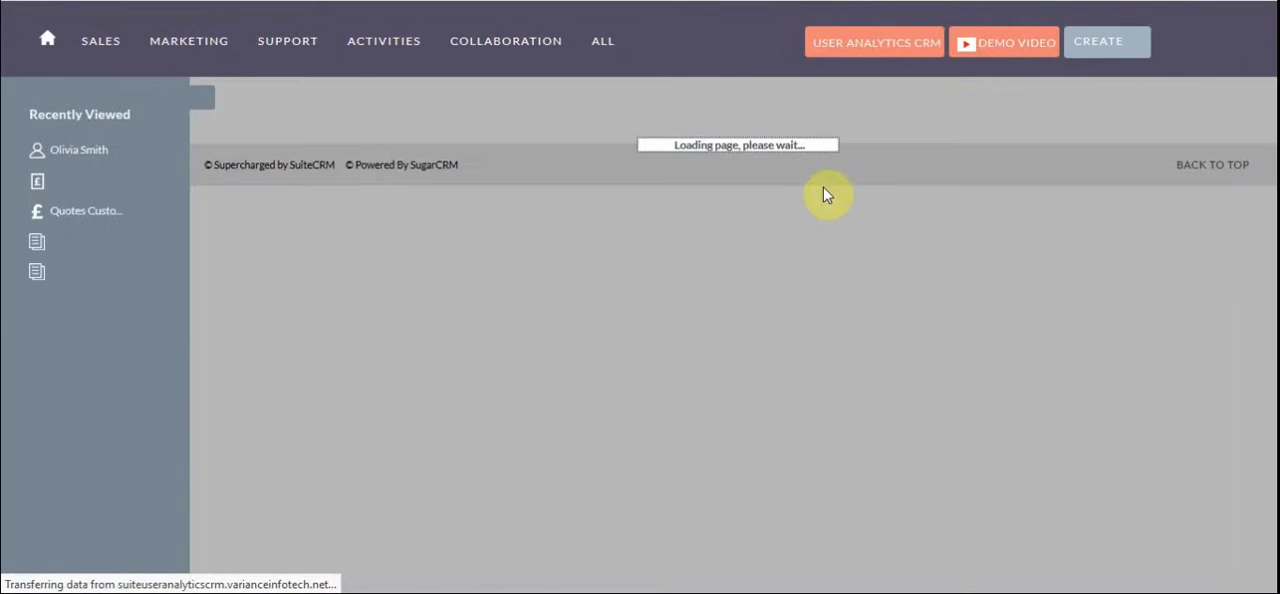 SALES MARKETING SUPPORT ACTIVITIES COLLABORATION ALL USER ANALYTICS CRM DEMO VIDEO CREATE
Recently Viewed
Loading page, please wait...
Olivia Smith
© Supercharged by SuiteCRM © Powered By SugarCRM BACK TO TOP
£
£ Quotes Custo...
Transferring data from suiteuseranalyticscrm.varianceinfotech.net...